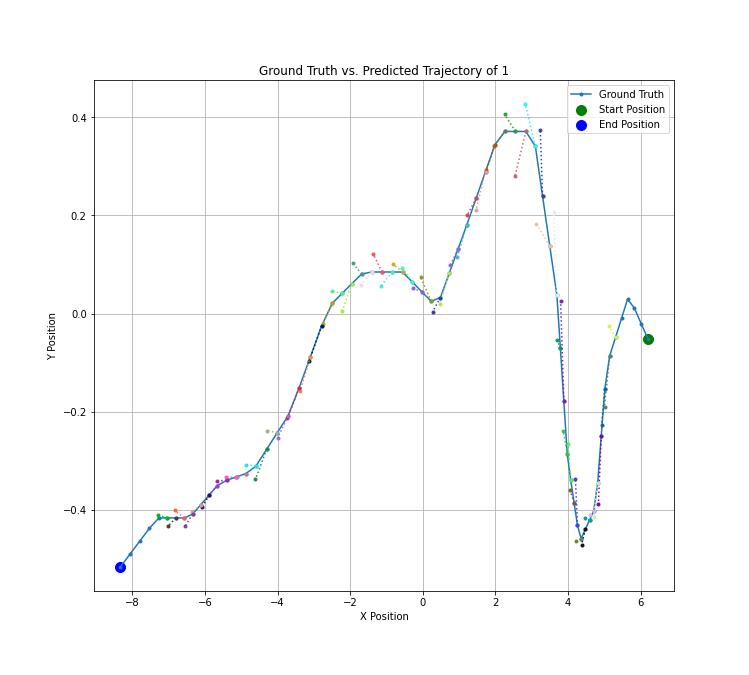 Ground Truth vs. Predicted Trajectory of 1
Ground Truth
Start Position
End Position
Y Position
0.4
0.2
0.0
−0.2
−0.4
−8 −6 −4 −2 0 2 4 6
X Position